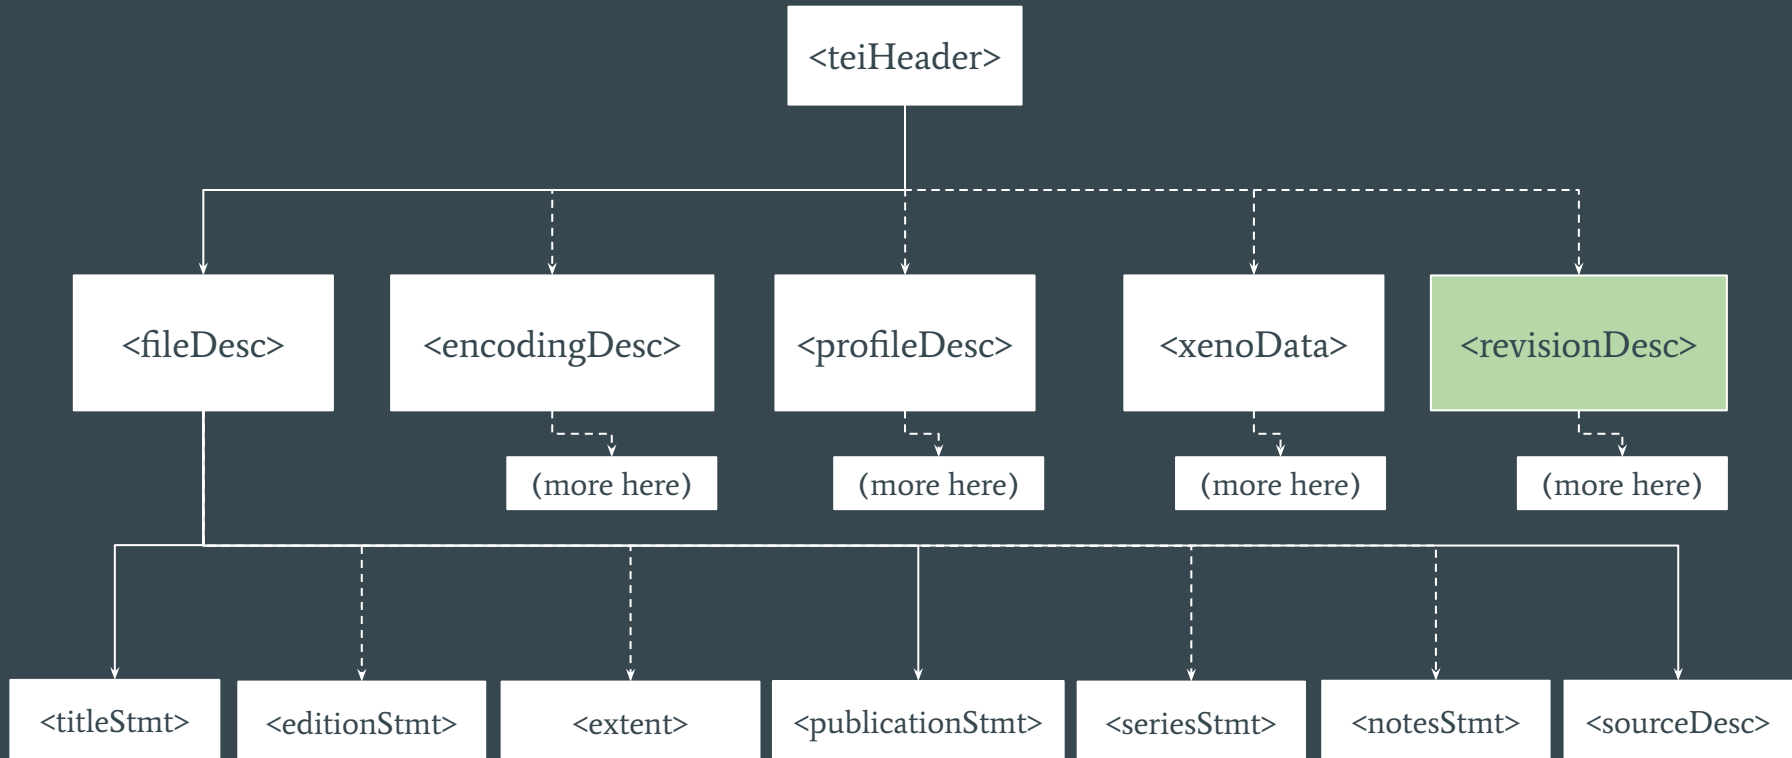 <teiHeader>
<fileDesc>
<encodingDesc>
<profileDesc>
<xenoData>
<revisionDesc>
(more here)
(more here)
(more here)
(more here)
<titleStmt>
<editionStmt>
<extent>
<publicationStmt>
<seriesStmt>
<notesStmt>
<sourceDesc>